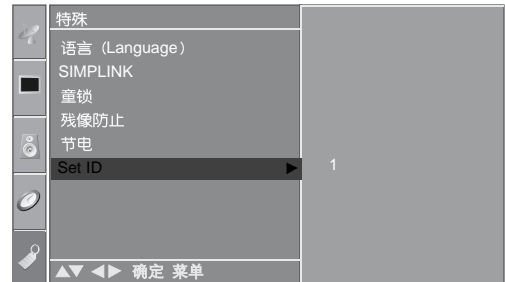 特殊
语言（Language）
SIMPLINK
童锁
残像防止
节电
Set ID ▶ 1
▲▼ ◀▶ 确定 菜单